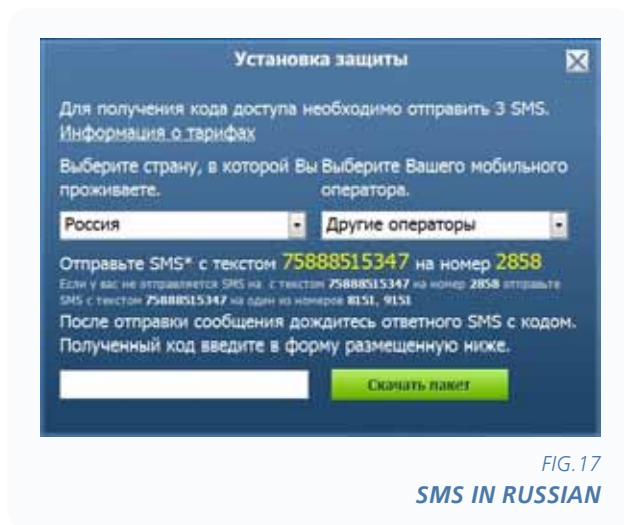 Установка защиты
Для получения кода доступа необходимо отправить 3 SMS.
Информация о тарифах
Выберите страну, в которой Вы проживаете.
Выберите Вашего мобильного оператора.
Россия
Другие операторы
Отправьте SMS* с текстом 75888515347 на номер 2858
Если у вас не отправляется SMS на с текстом 75888515347 на номер 2858 отправьте
SMS с текстом 75888515347 на один из номеров 8151, 9151
После отправки сообщения дождитесь ответного SMS с кодом.
Полученный код введите в форму размещенную ниже.
Скачать пакет
FIG.17
SMS IN RUSSIAN